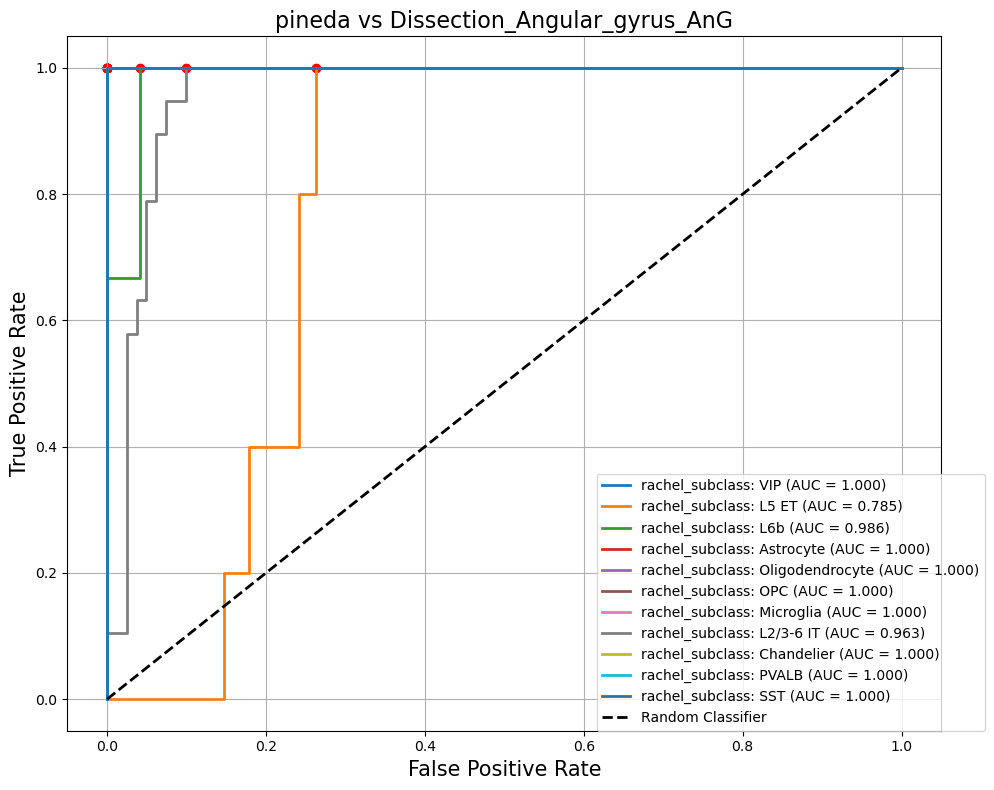 pineda vs Dissection_Angular_gyrus_AnG
True Positive Rate
1.0
0.8
0.6
0.4
0.2
0.0
rachel_subclass: VIP (AUC = 1.000)
rachel_subclass: L5 ET (AUC = 0.785)
rachel_subclass: L6b (AUC = 0.986)
rachel_subclass: Astrocyte (AUC = 1.000)
rachel_subclass: Oligodendrocyte (AUC = 1.000)
rachel_subclass: OPC (AUC = 1.000)
rachel_subclass: Microglia (AUC = 1.000)
rachel_subclass: L2/3-6 IT (AUC = 0.963)
rachel_subclass: Chandelier (AUC = 1.000)
rachel_subclass: PVALB (AUC = 1.000)
rachel_subclass: SST (AUC = 1.000)
Random Classifier
0.0 0.2 0.4 0.6 0.8 1.0
False Positive Rate